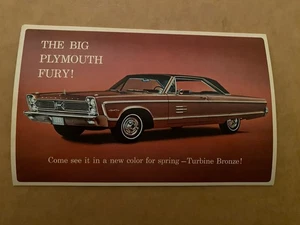 THE BIG
PLYMOUTH
FURY!
Come see it in a new color for spring—Turbine Bronze!